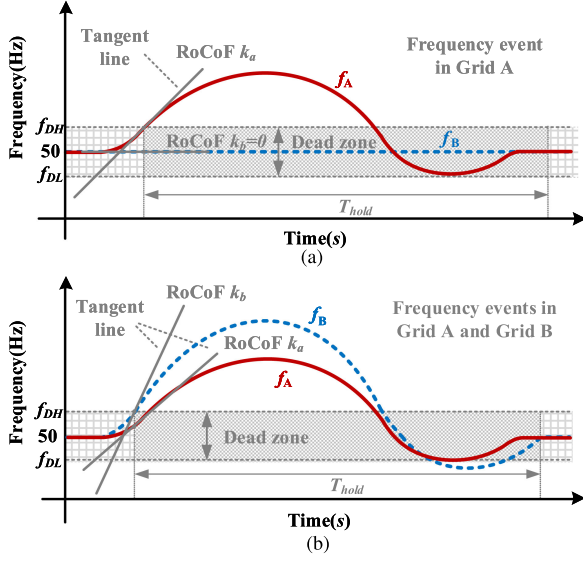 Tangent
line
RoCoF kₐ
Frequency event
in Grid A
f_A
Frequency(Hz)
f_DH
50
f_DL
RoCoF k_b=0
Dead zone
f_B
T_hold
Time(s)
(a)
RoCoF k_b
Tangent
line
f_B
RoCoF kₐ
Frequency events in
Grid A and Grid B
f_A
Frequency(Hz)
f_DH
50
f_DL
Dead zone
T_hold
Time(s)
(b)